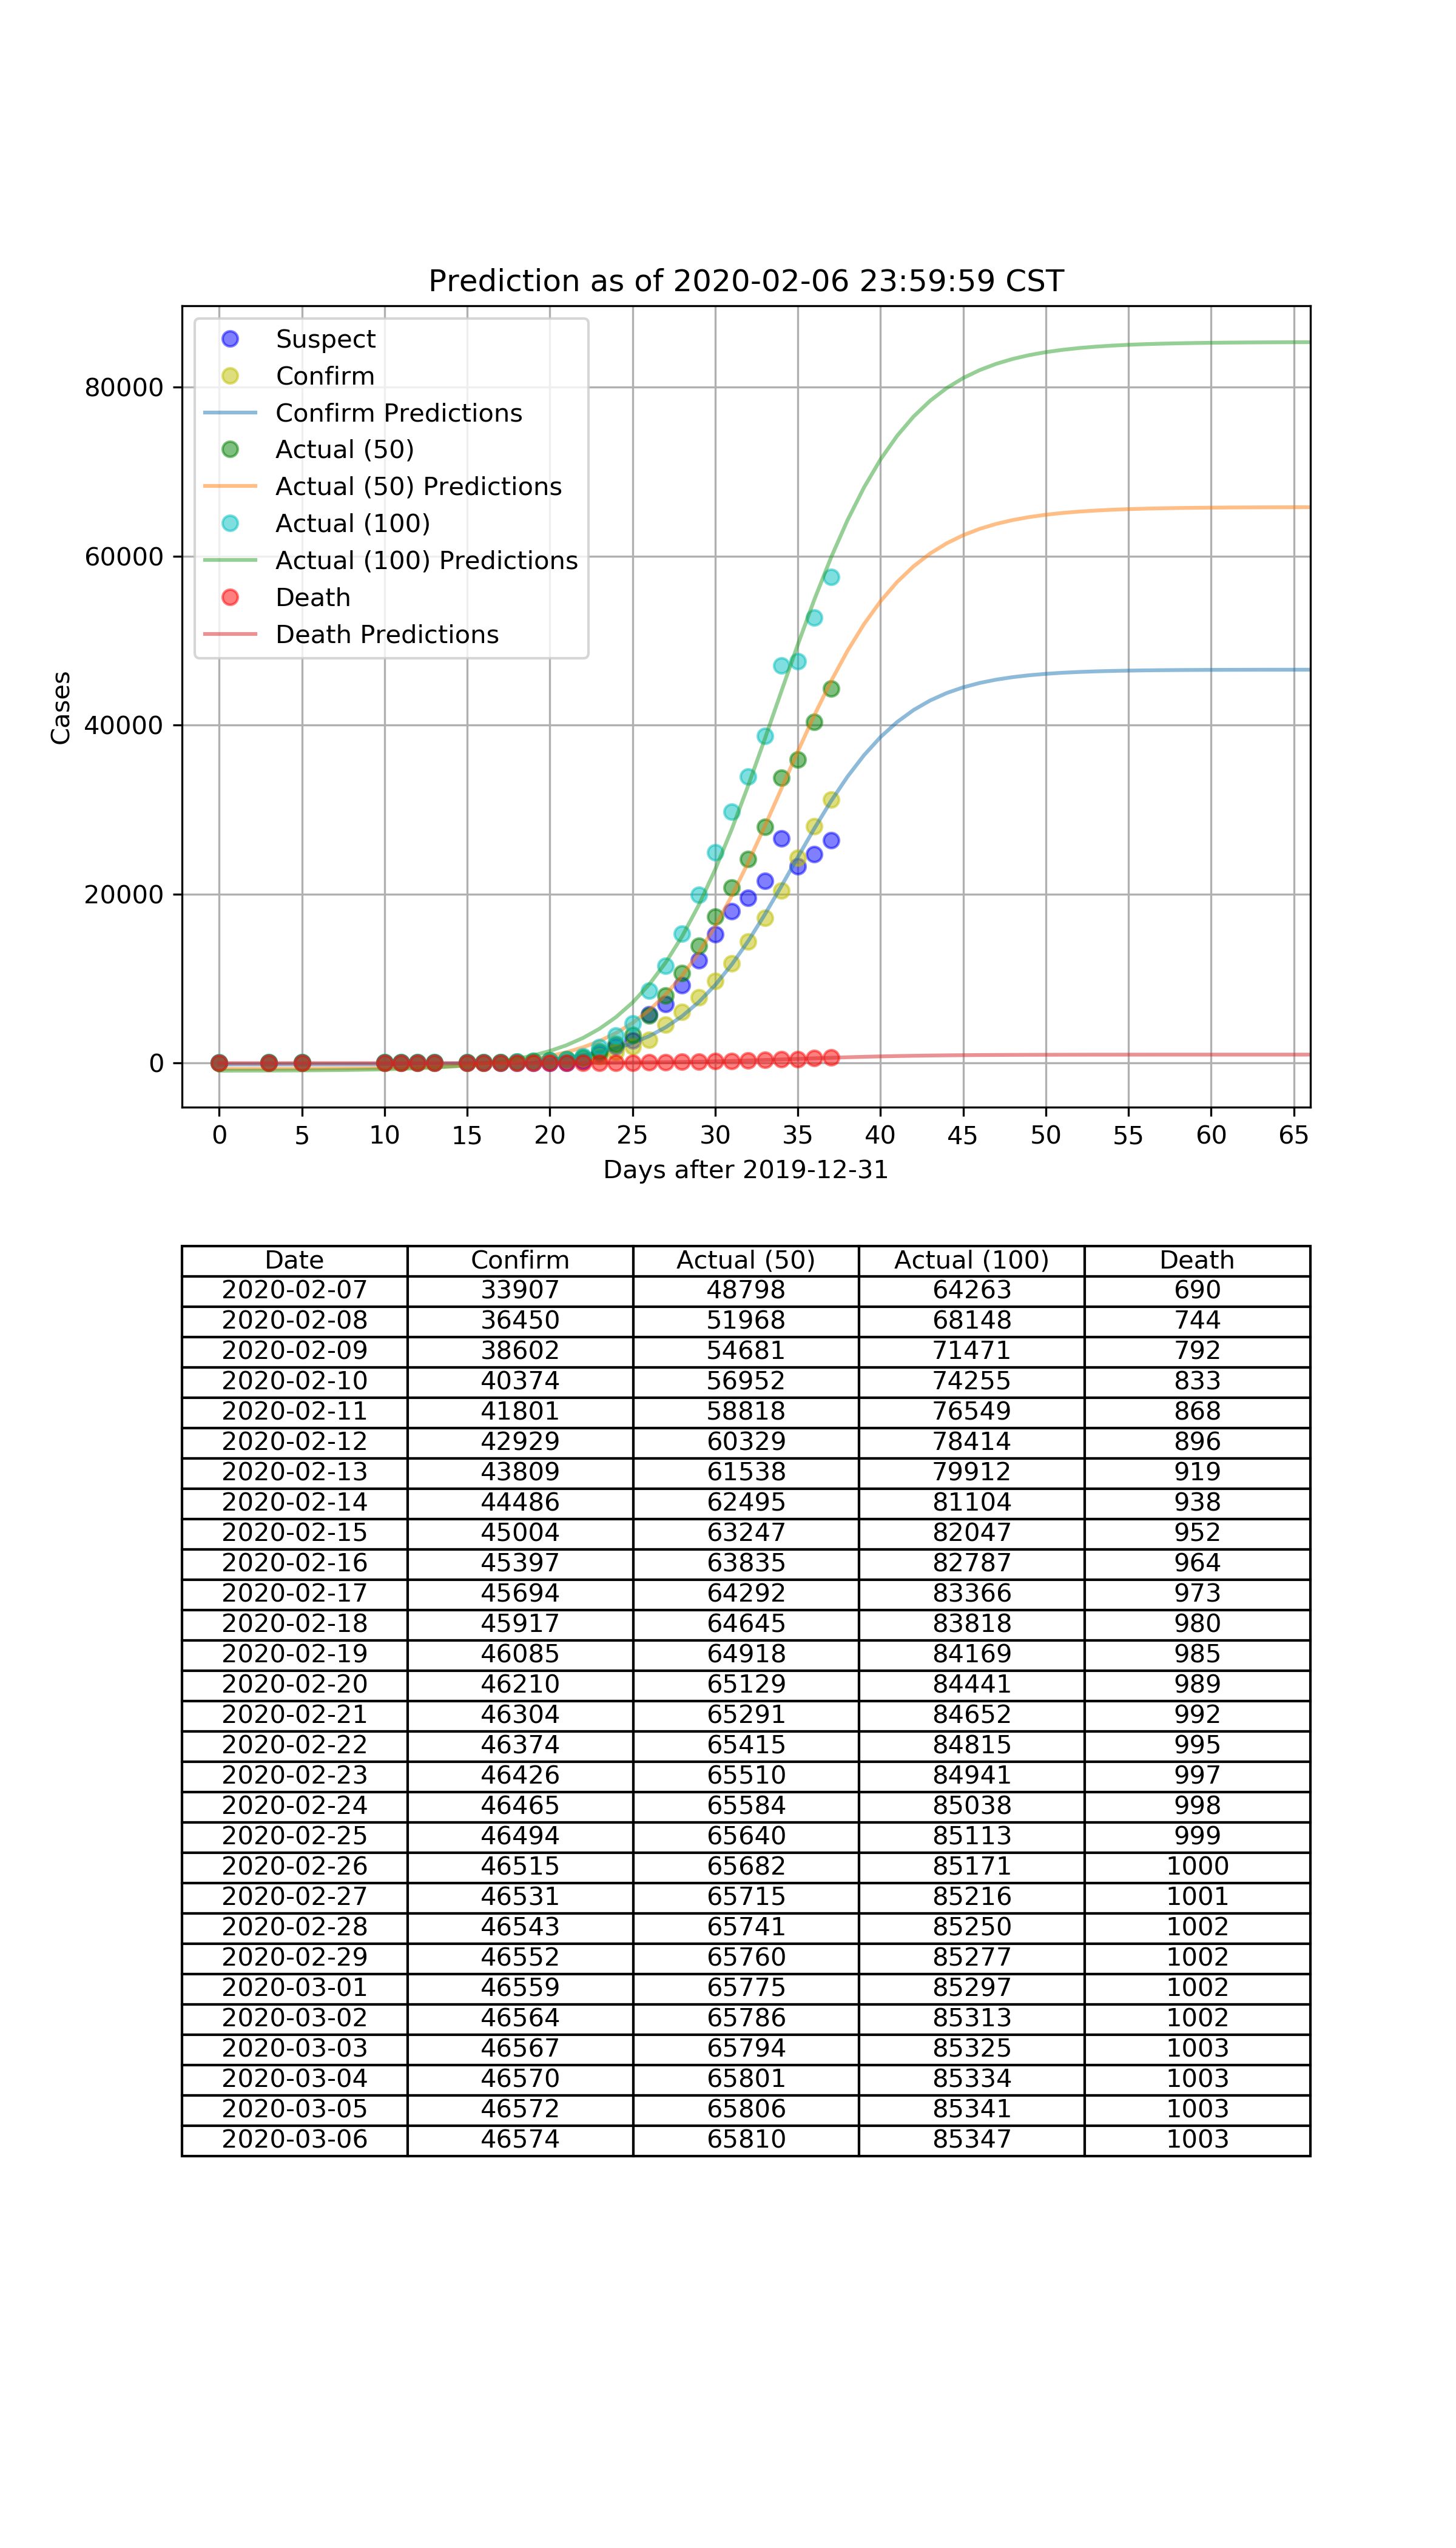 Prediction as of 2020-02-06 23:59:59 CST
Suspect
Confirm
Confirm Predictions
Actual (50)
Actual (50) Predictions
Actual (100)
Actual (100) Predictions
Death
Death Predictions
80000
60000
40000
20000
0
Cases
0 5 10 15 20 25 30 35 40 45 50 55 60 65
Days after 2019-12-31
Date Confirm Actual (50) Actual (100) Death
2020-02-07 33907 48798 64263 690
2020-02-08 36450 51968 68148 744
2020-02-09 38602 54681 71471 792
2020-02-10 40374 56952 74255 833
2020-02-11 41801 58818 76549 868
2020-02-12 42929 60329 78414 896
2020-02-13 43809 61538 79912 919
2020-02-14 44486 62495 81104 938
2020-02-15 45004 63247 82047 952
2020-02-16 45397 63835 82787 964
2020-02-17 45694 64292 83366 973
2020-02-18 45917 64645 83818 980
2020-02-19 46085 64918 84169 985
2020-02-20 46210 65129 84441 989
2020-02-21 46304 65291 84652 992
2020-02-22 46374 65415 84815 995
2020-02-23 46426 65510 84941 997
2020-02-24 46465 65584 85038 998
2020-02-25 46494 65640 85113 999
2020-02-26 46515 65682 85171 1000
2020-02-27 46531 65715 85216 1001
2020-02-28 46543 65741 85250 1002
2020-02-29 46552 65760 85277 1002
2020-03-01 46559 65775 85297 1002
2020-03-02 46564 65786 85313 1002
2020-03-03 46567 65794 85325 1003
2020-03-04 46570 65801 85334 1003
2020-03-05 46572 65806 85341 1003
2020-03-06 46574 65810 85347 1003